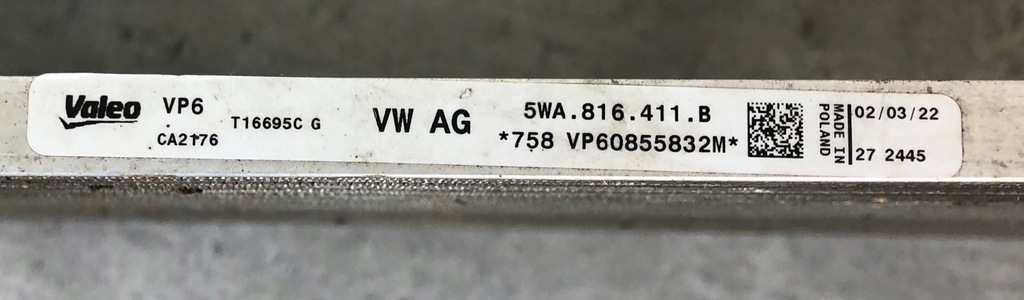 Valeo
VP6
CA2176
T16695C G
VW AG
5WA.816.411.B
*758 VP60855832M*
MADE IN
POLAND
02/03/22
27 2445